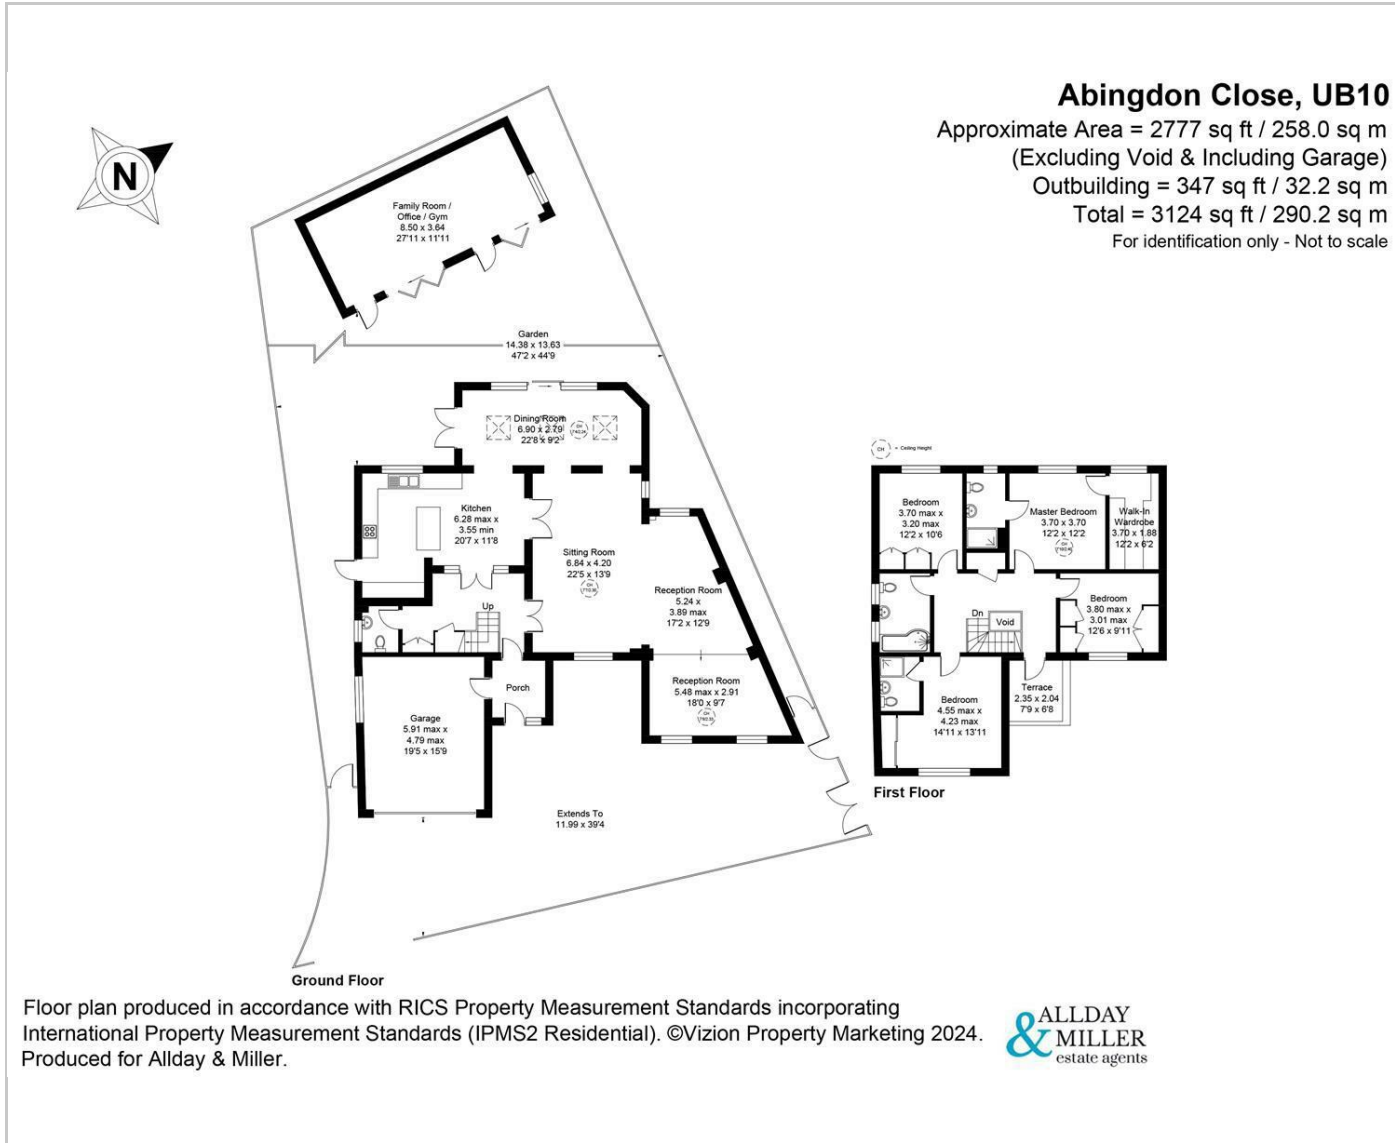 Abingdon Close, UB10
Approximate Area = 2777 sq ft / 258.0 sq m
(Excluding Void & Including Garage)
Outbuilding = 347 sq ft / 32.2 sq m
Total = 3124 sq ft / 290.2 sq m
For identification only - Not to scale
N
Family Room /
Office / Gym
8.50 x 3.64
27'11 x 11'11
Garden
14.38 x 13.63
47'2 x 44'9
Dining Room
6.90 x 2.79
22'8 x 9'2
CH
Kitchen
6.28 max x
3.55 min
20'7 x 11'8
Sitting Room
6.84 x 4.20
22'5 x 13'9
CH
Reception Room
5.24 x
3.89 max
17'2 x 12'9
Up
Porch
Reception Room
5.48 max x 2.91
18'0 x 9'7
CH
Garage
5.91 max x
4.79 max
19'5 x 15'9
Extends To
11.99 x 39'4
Ground Floor
CH = Ceiling Height
Bedroom
3.70 max x
3.20 max
12'2 x 10'6
Master Bedroom
3.70 x 3.70
12'2 x 12'2
CH
Walk-In
Wardrobe
3.70 x 1.88
12'2 x 6'2
Bedroom
3.80 max x
3.01 max
12'6 x 9'11
Dn
Void
Bedroom
4.55 max x
4.23 max
14'11 x 13'11
Terrace
2.35 x 2.04
7'9 x 6'8
First Floor
Floor plan produced in accordance with RICS Property Measurement Standards incorporating
International Property Measurement Standards (IPMS2 Residential). ©Vizion Property Marketing 2024.
Produced for Allday & Miller.
ALLDAY
& MILLER
estate agents